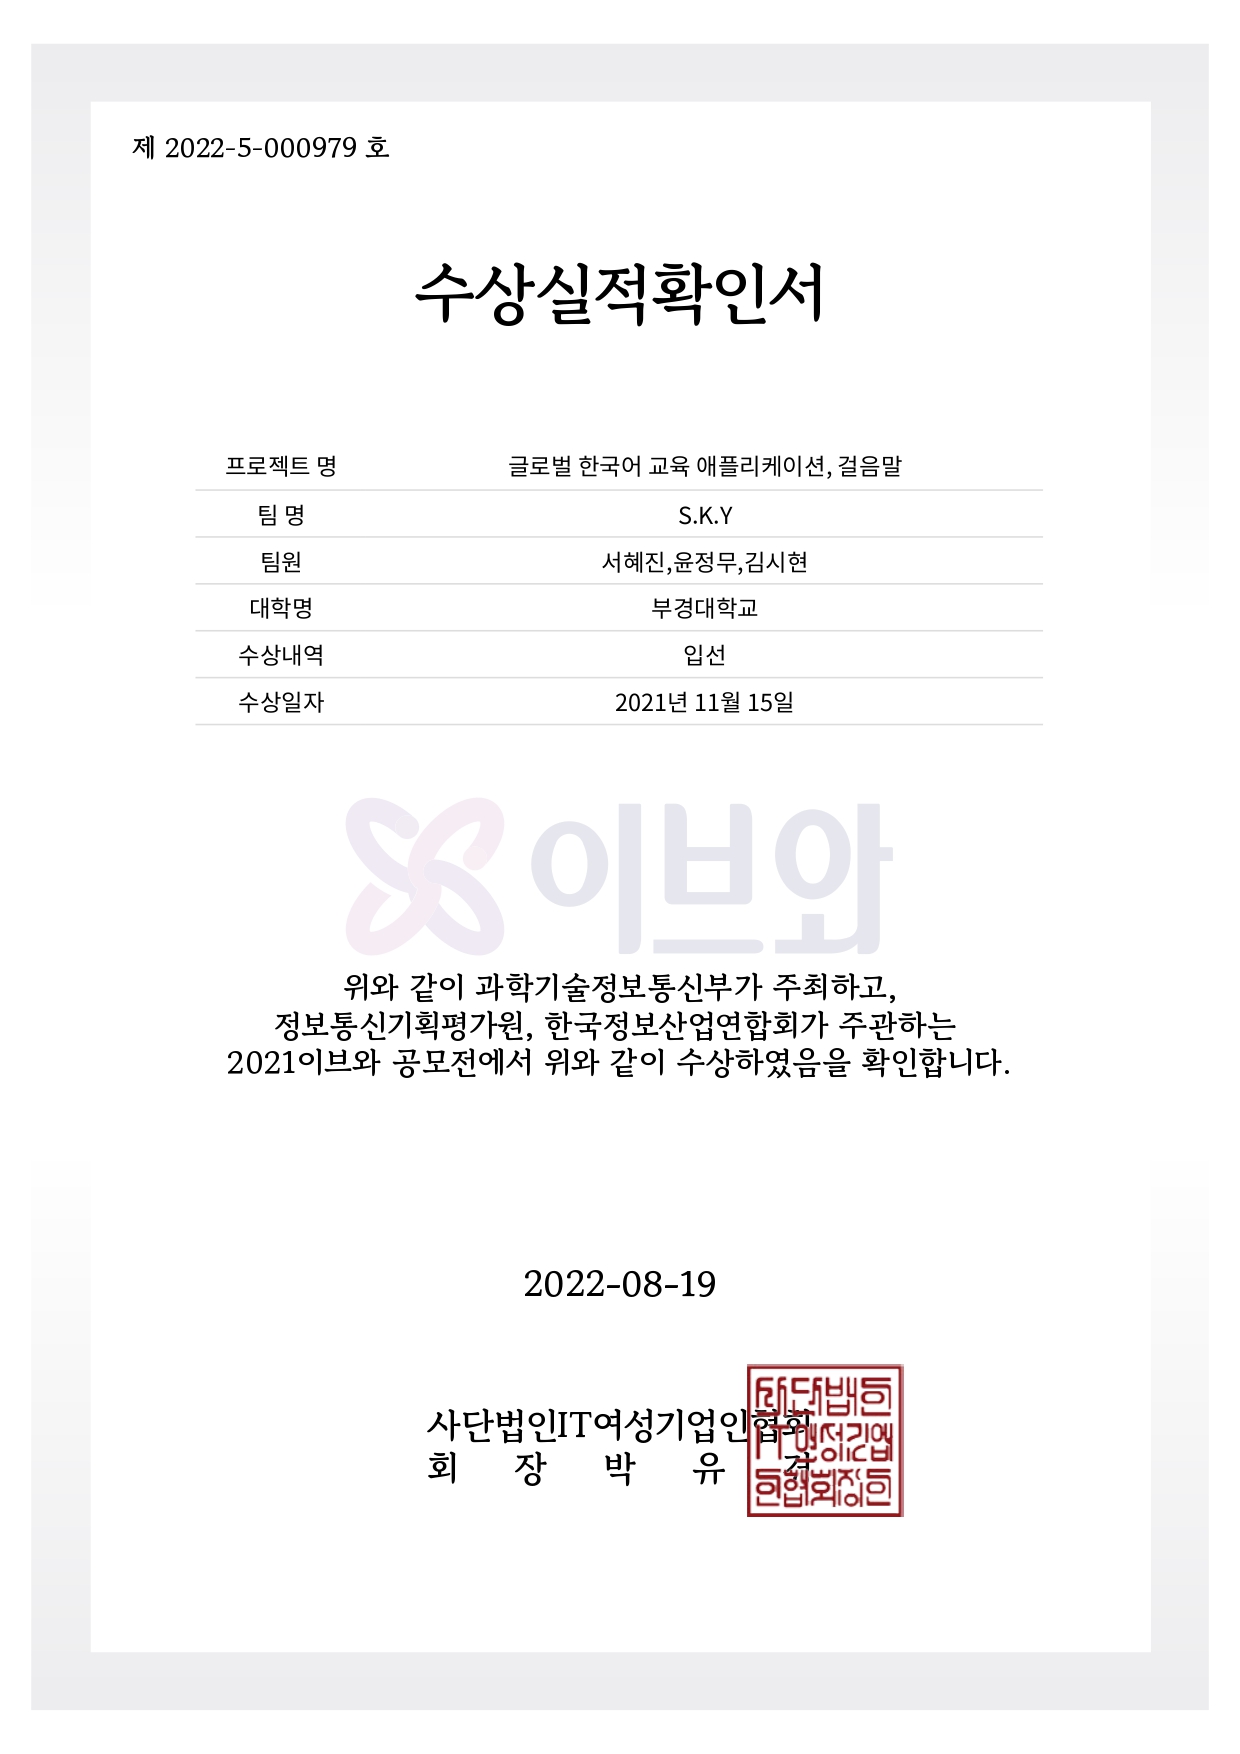 제 2022-5-000979 호
수상실적확인서
프로젝트 명 글로벌 한국어 교육 애플리케이션, 걸음말
팀 명 S.K.Y
팀원 서혜진,윤정무,김시현
대학명 부경대학교
수상내역 입선
수상일자 2021년 11월 15일
이브와
위와 같이 과학기술정보통신부가 주최하고,
정보통신기획평가원, 한국정보산업연합회가 주관하는
2021이브와 공모전에서 위와 같이 수상하였음을 확인합니다.
2022-08-19
사단법인IT여성기업인협회
회 장 박 유 경
사단법인
IT여성기업
인협회장인